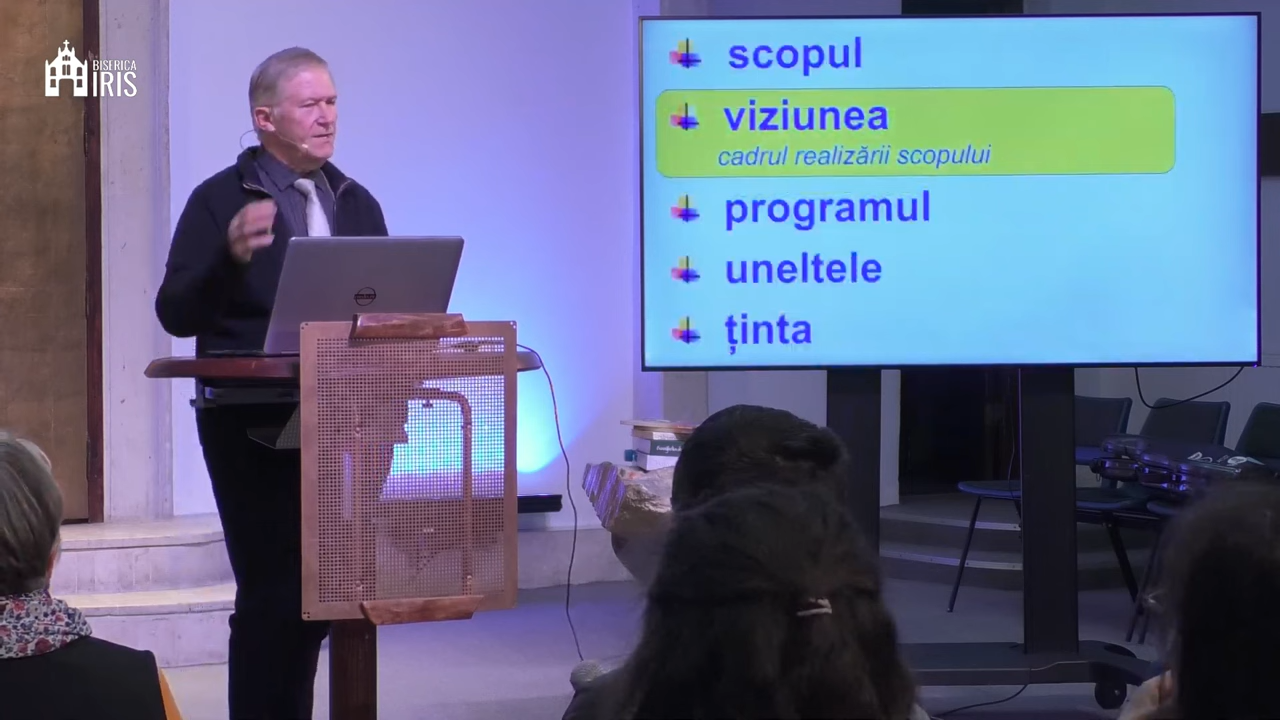 BISERICA
IRIS
scopul
viziunea
cadrul realizării scopului
programul
uneltele
ținta